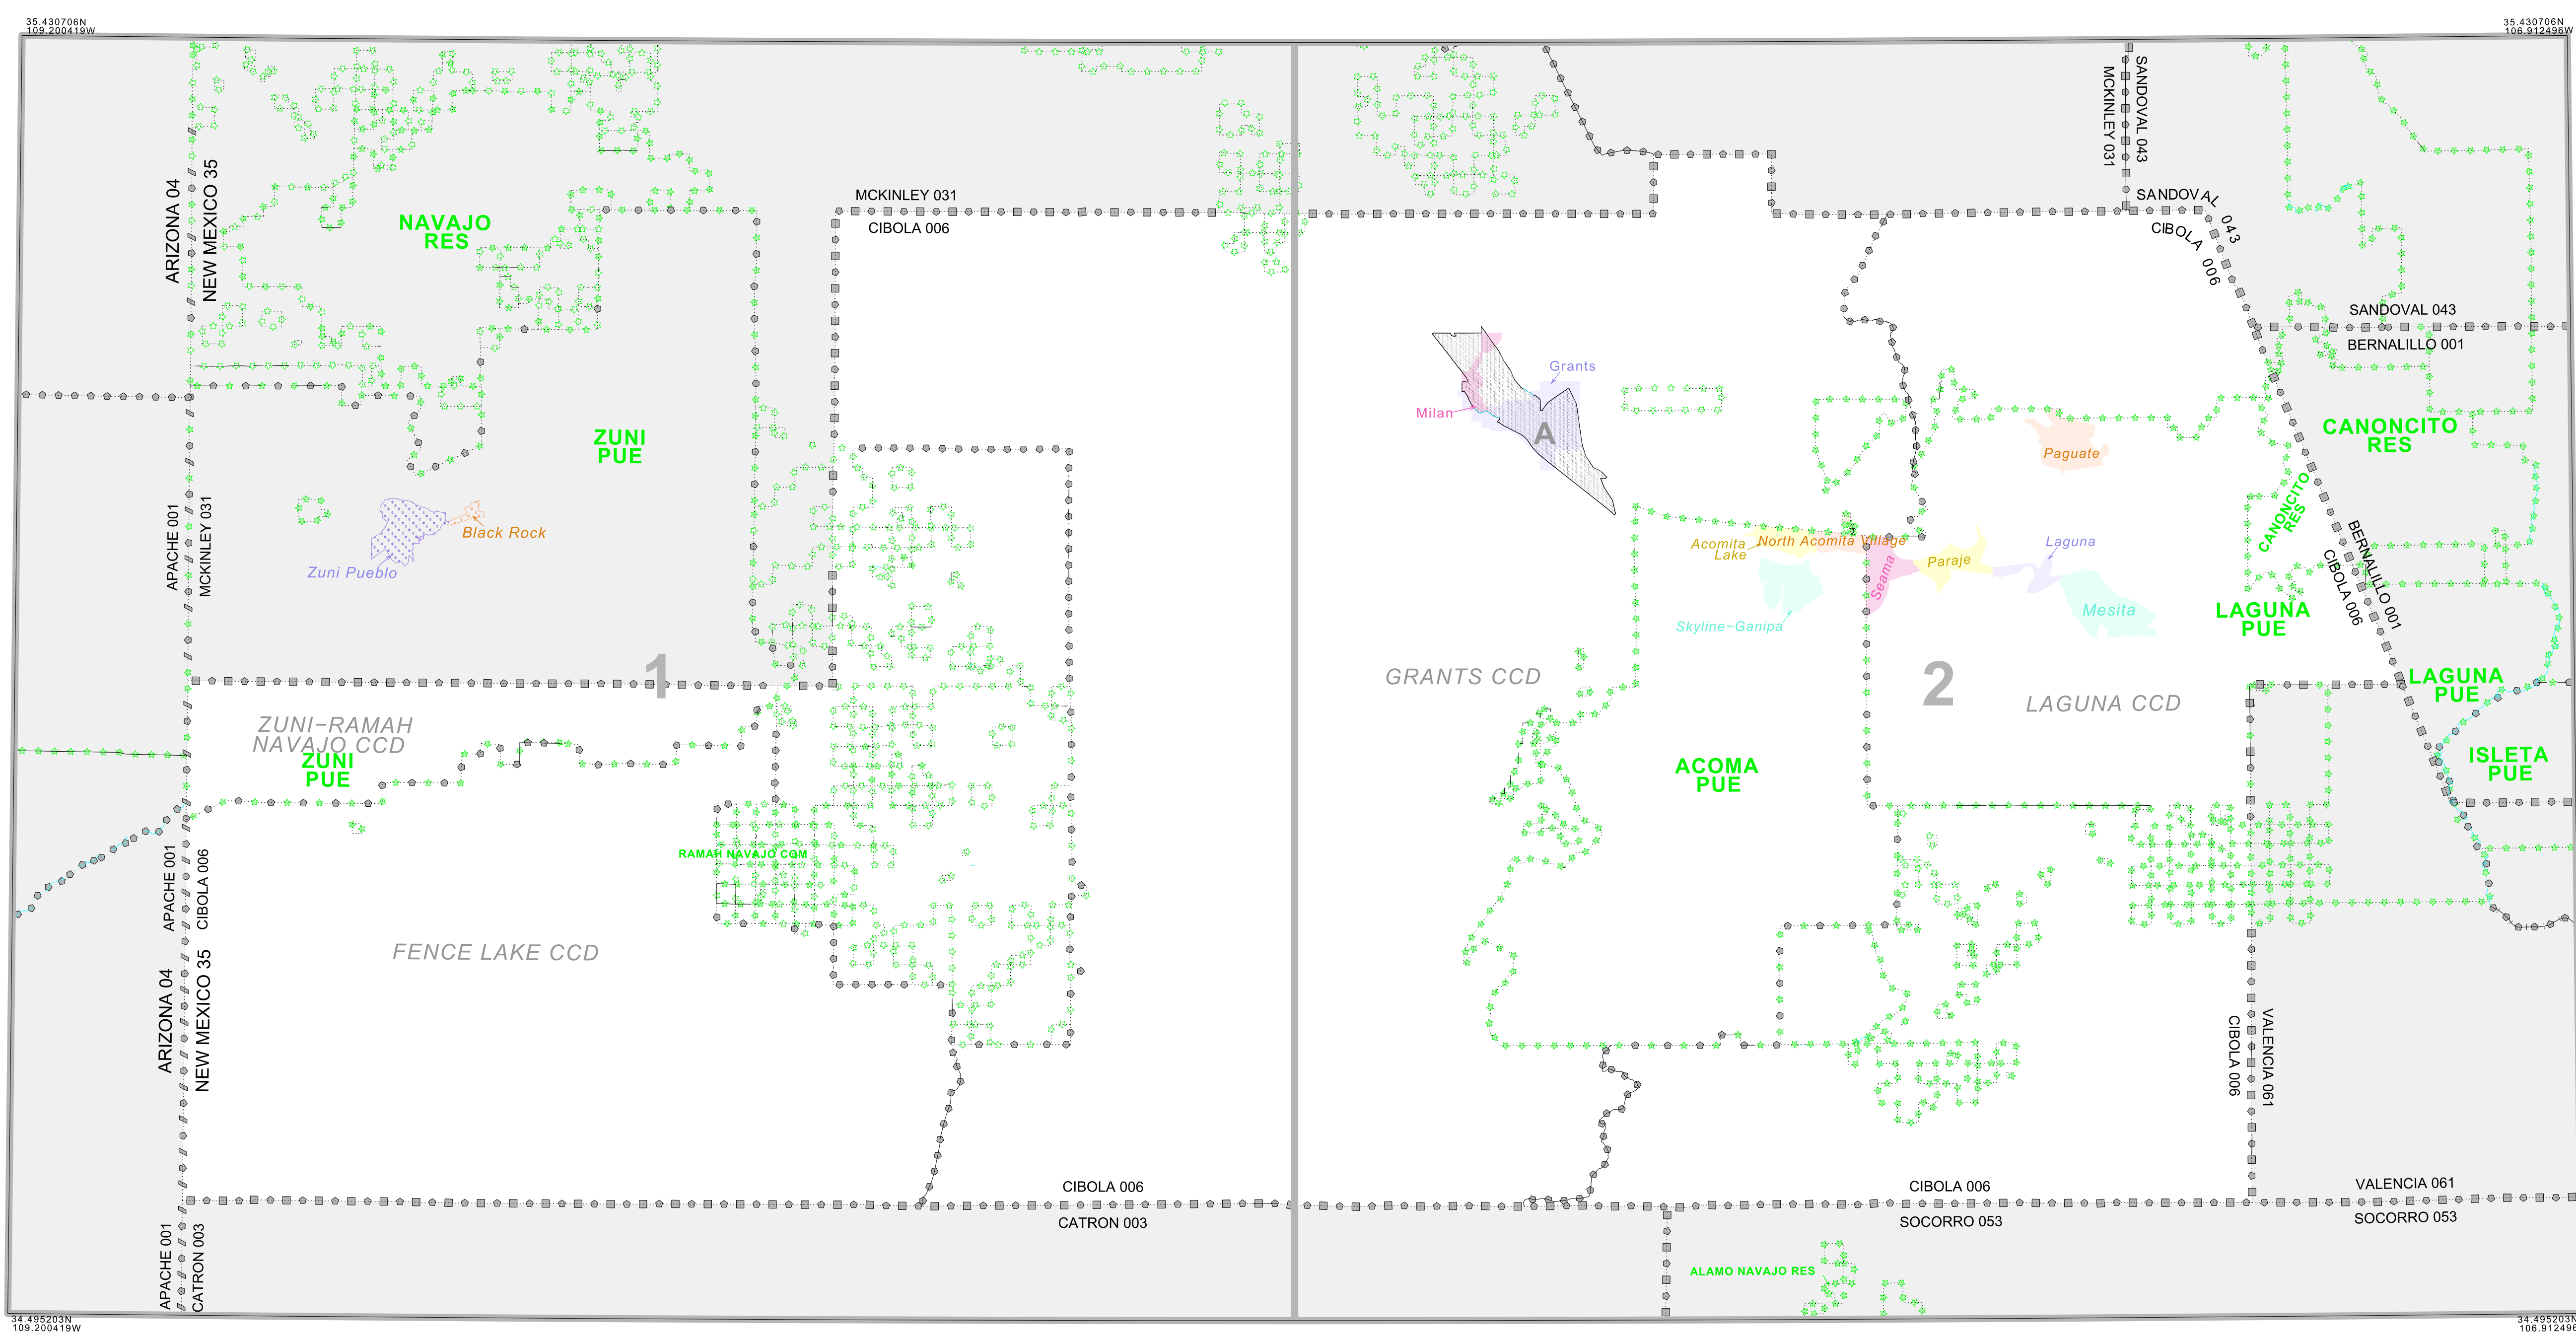 35.430706N
109.200419W
35.430706N
106.912496W
ARIZONA 04
NEW MEXICO 35
NAVAJO
RES
MCKINLEY 031
CIBOLA 006
MCKINLEY 031
SANDOVAL 043
SANDOVAL 043
CIBOLA 006
SANDOVAL 043
BERNALILLO 001
ZUNI
PUE
Grants
Milan
A
CANONCITO
RES
Paguate
CANONCITO
RES
APACHE 001
MCKINLEY 031
Black Rock
Zuni Pueblo
Acomita
Lake
North Acomita Village
Seama
Paraje
Laguna
Mesita
Skyline-Ganipa
BERNALILLO 001
CIBOLA 006
LAGUNA
PUE
1
GRANTS CCD
2
LAGUNA CCD
LAGUNA
PUE
ZUNI-RAMAH
NAVAJO CCD
ZUNI
PUE
ACOMA
PUE
ISLETA
PUE
APACHE 001
CIBOLA 006
RAMAH NAVAJO COM
FENCE LAKE CCD
ARIZONA 04
NEW MEXICO 35
CIBOLA 006
VALENCIA 061
CIBOLA 006
CATRON 003
CIBOLA 006
SOCORRO 053
VALENCIA 061
SOCORRO 053
APACHE 001
CATRON 003
ALAMO NAVAJO RES
34.495203N
109.200419W
34.495203N
106.912496